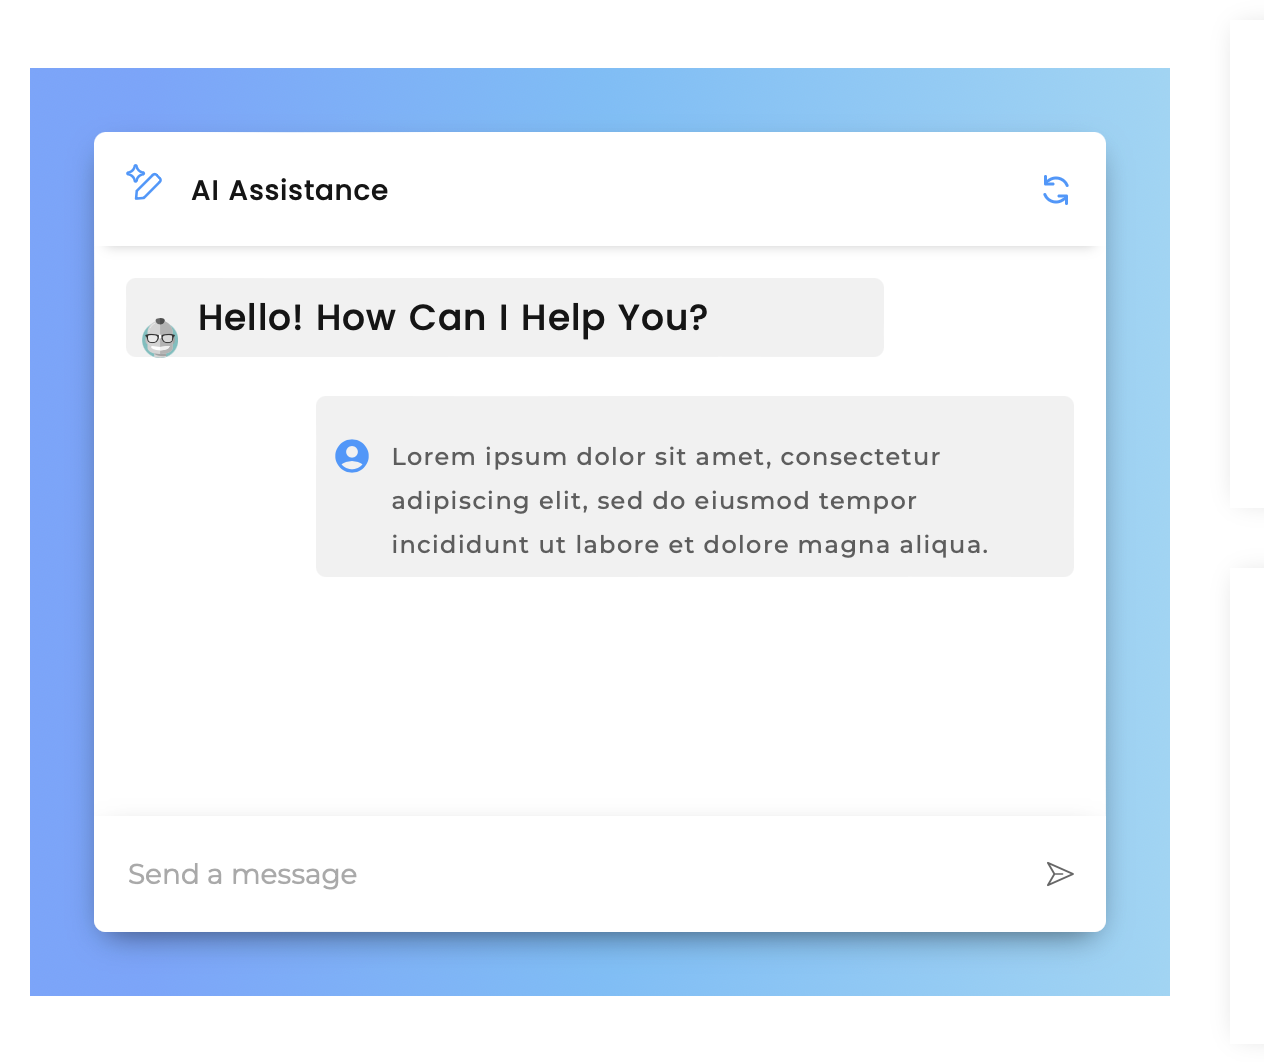 AI Assistance
Hello! How Can I Help You?
Lorem ipsum dolor sit amet, consectetur
adipiscing elit, sed do eiusmod tempor
incididunt ut labore et dolore magna aliqua.
Send a message